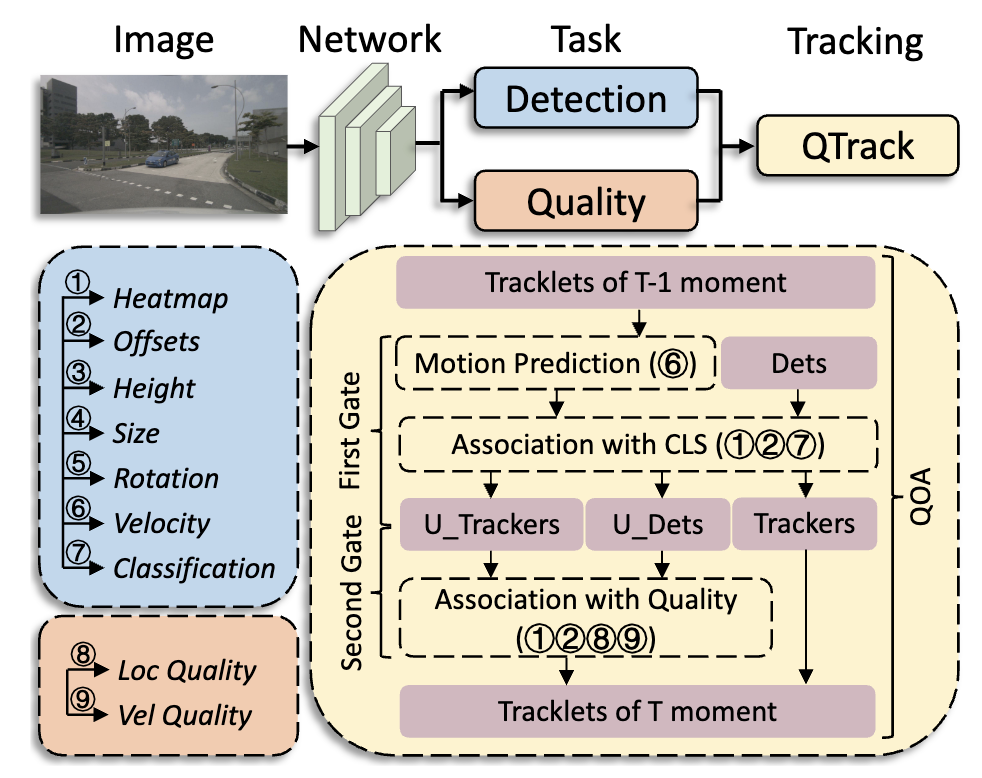 Image
Network
Task
Tracking
Detection
Quality
QTrack
① Heatmap
② Offsets
③ Height
④ Size
⑤ Rotation
⑥ Velocity
⑦ Classification
⑧ Loc Quality
⑨ Vel Quality
Tracklets of T-1 moment
First Gate
Motion Prediction (⑥)
Dets
Association with CLS (①②⑦)
U_Trackers
U_Dets
Trackers
Second Gate
Association with Quality
(①②⑧⑨)
Tracklets of T moment
QOA